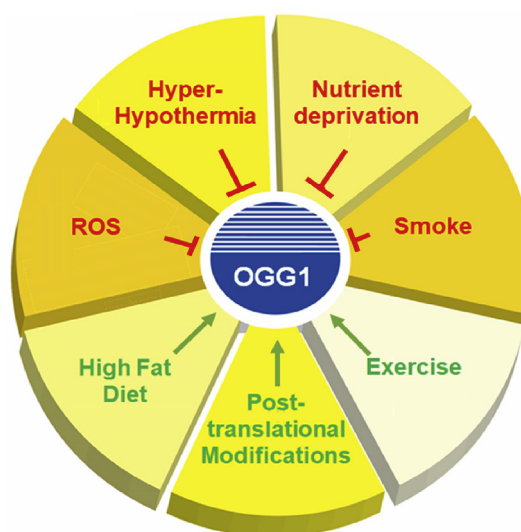 Hyper-
Hypothermia
Nutrient
deprivation
ROS
Smoke
OGG1
High Fat
Diet
Exercise
Post-
translational
Modifications